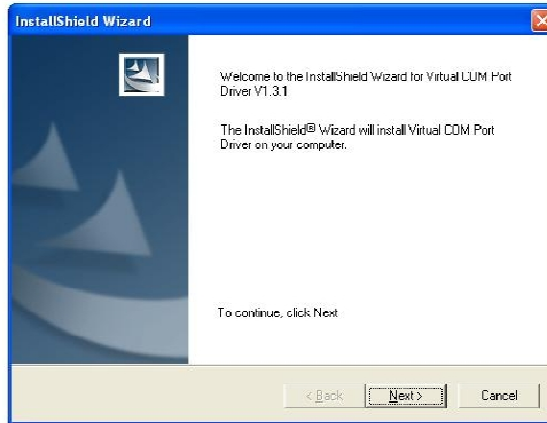 InstallShield Wizard
Welcome to the InstallShield Wizard for Virtual COM Port
Driver V1.3.1
The InstallShield® Wizard will install Virtual COM Port
Driver on your computer.
To continue, click Next
< Back
Next >
Cancel